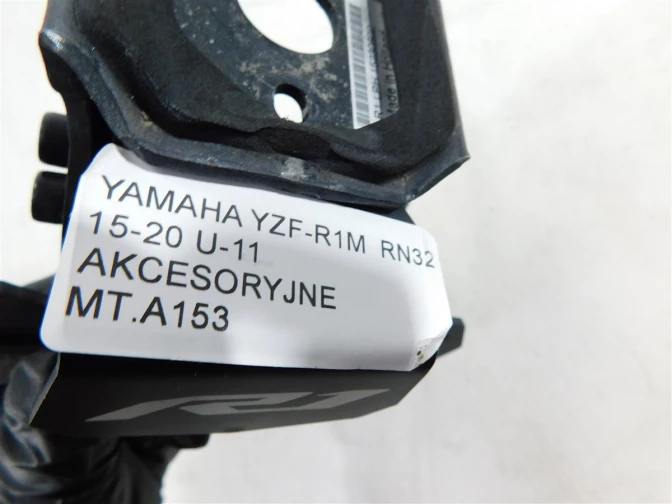 YAMAHA YZF-R1M RN32
15-20 U-11
AKCESORYJNE
MT.A153
R1